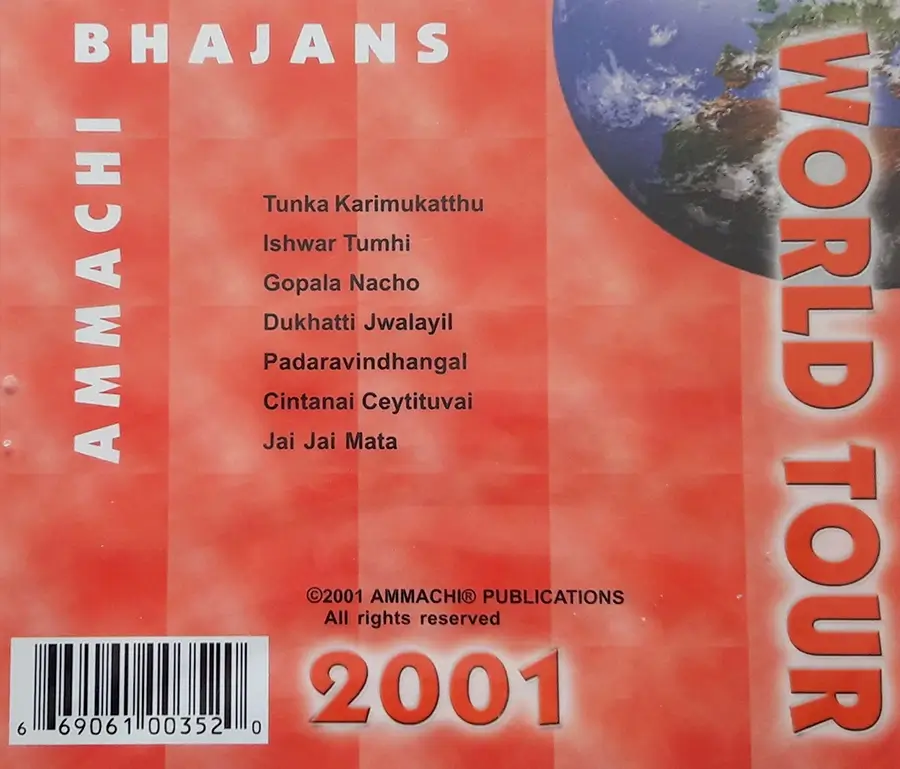 BHAJANS
AMMACHI
WORLD TOUR
Tunka Karimukatthu
Ishwar Tumhi
Gopala Nacho
Dukhatti Jwalayil
Padaravindhangal
Cintanai Ceytituvai
Jai Jai Mata
©2001 AMMACHI® PUBLICATIONS
All rights reserved
2001
6 69061 00352 0